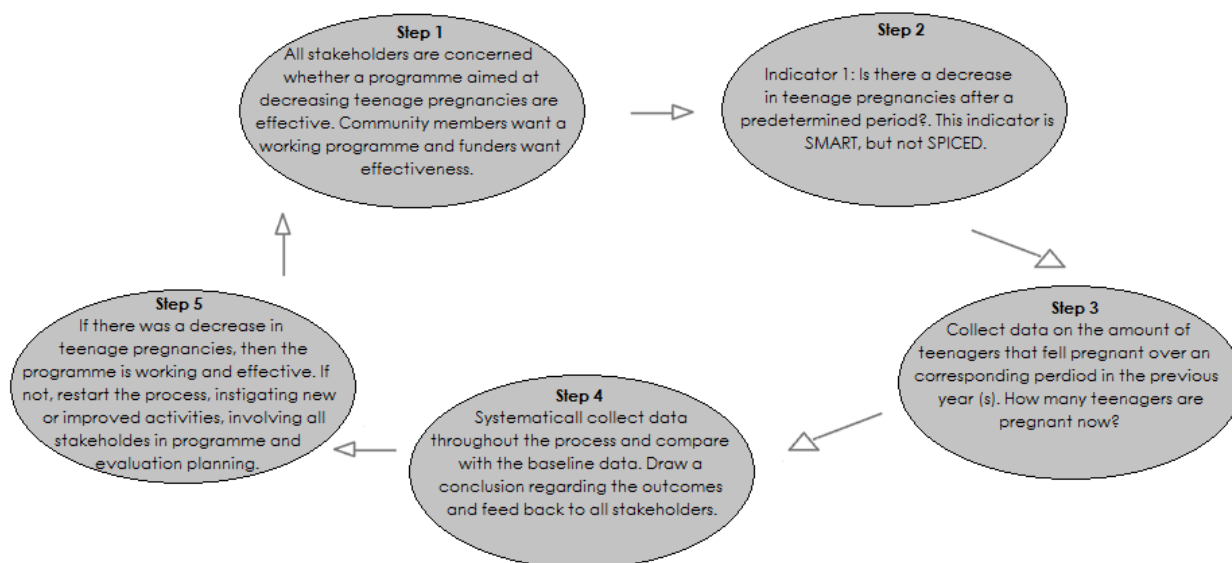 Step 1
All stakeholders are concerned
whether a programme aimed at
decreasing teenage pregnancies are
effective. Community members want a
working programme and funders want
effectiveness.
Step 2
Indicator 1: Is there a decrease
in teenage pregnancies after a
predetermined period?. This indicator is
SMART, but not SPICED.
Step 3
Collect data on the amount of
teenagers that fell pregnant over an
corresponding perdiod in the previous
year (s). How many teenagers are
pregnant now?
Step 4
Systematicall collect data
throughout the process and compare
with the baseline data. Draw a
conclusion regarding the outcomes
and feed back to all stakeholders.
Step 5
If there was a decrease in
teenage pregnancies, then the
programme is working and effective. If
not, restart the process, instigating new
or improved activities, involving all
stakeholdes in programme and
evaluation planning.